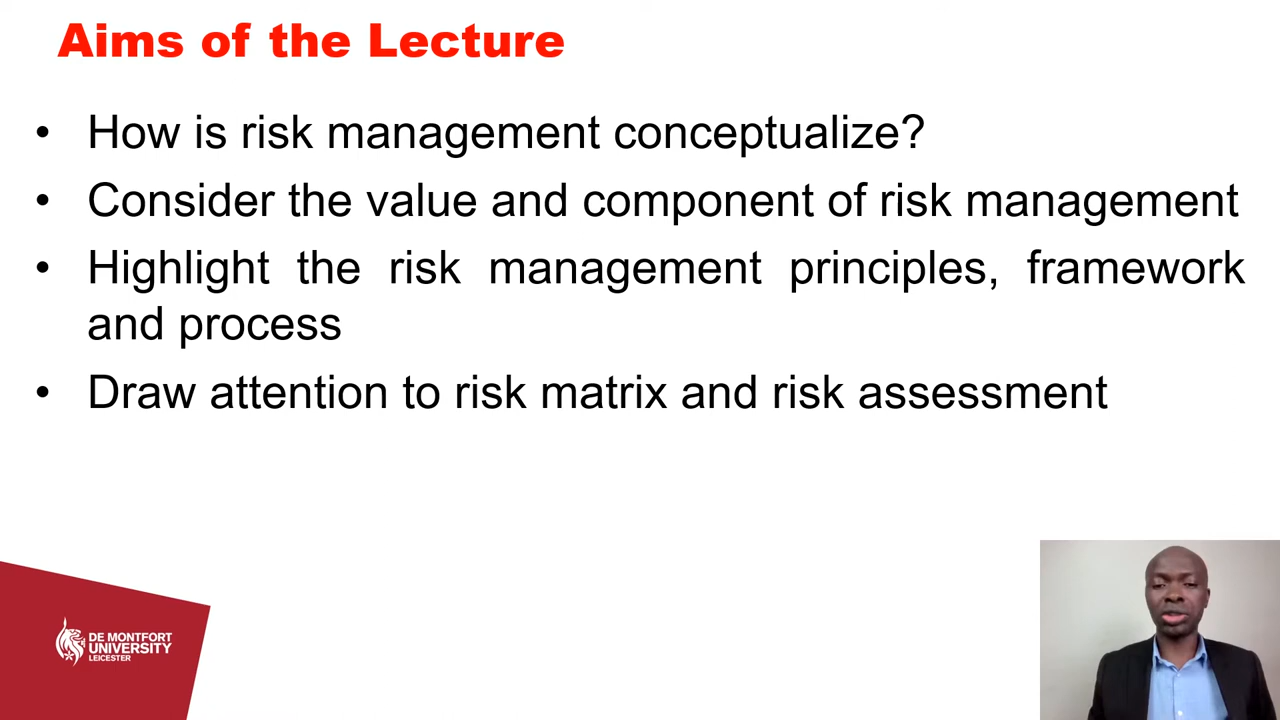 Aims of the Lecture
• How is risk management conceptualize?
• Consider the value and component of risk management
• Highlight the risk management principles, framework
and process
• Draw attention to risk matrix and risk assessment
DE MONTFORT
UNIVERSITY
LEICESTER